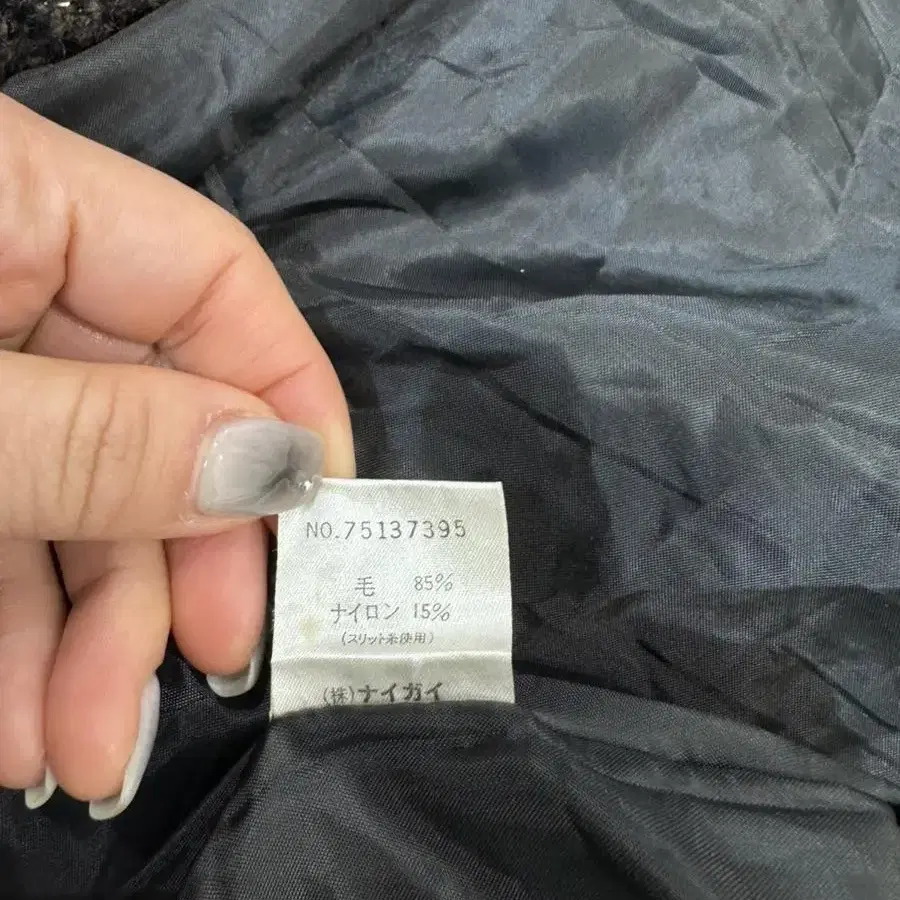 NO.75137395
毛 85%
ナイロン 15%
(スリット糸使用)
(株)ナイガイ